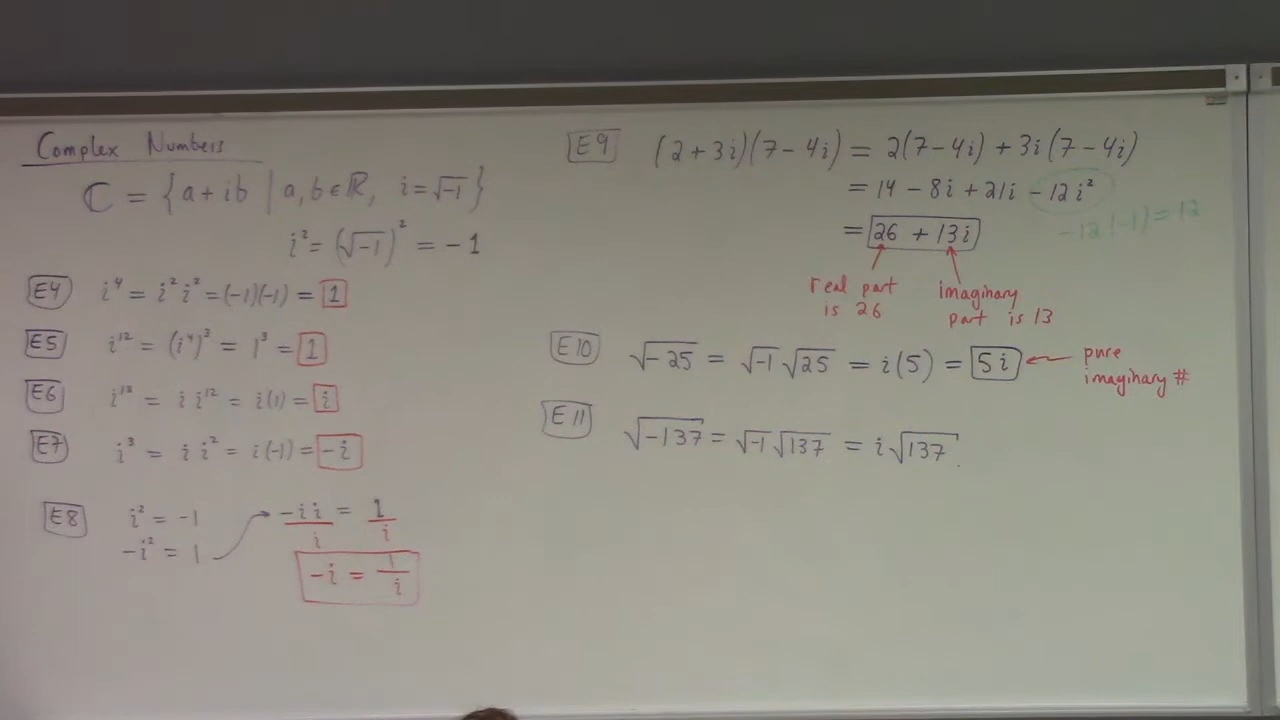 Complex Numbers
ℂ = {a + ib | a, b ∈ ℝ, i = √-1}
i² = (√-1)² = -1
E4 i⁴ = i² i² = (-1)(-1) = 1
E5 i¹² = (i⁴)³ = 1³ = 1
E6 i¹³ = i i¹² = i(1) = i
E7 i³ = i i² = i(-1) = -i
E8 i² = -1
-i² = 1
-i i / i = 1 / i
-i = 1 / i
E9 (2 + 3i)(7 - 4i) = 2(7 - 4i) + 3i(7 - 4i)
= 14 - 8i + 21i - 12i²
-12(-1) = 12
= 26 + 13i
real part
is 26
imaginary
part is 13
E10 √-25 = √-1 √25 = i(5) = 5i
pure
imaginary #
E11 √-137 = √-1 √137 = i√137